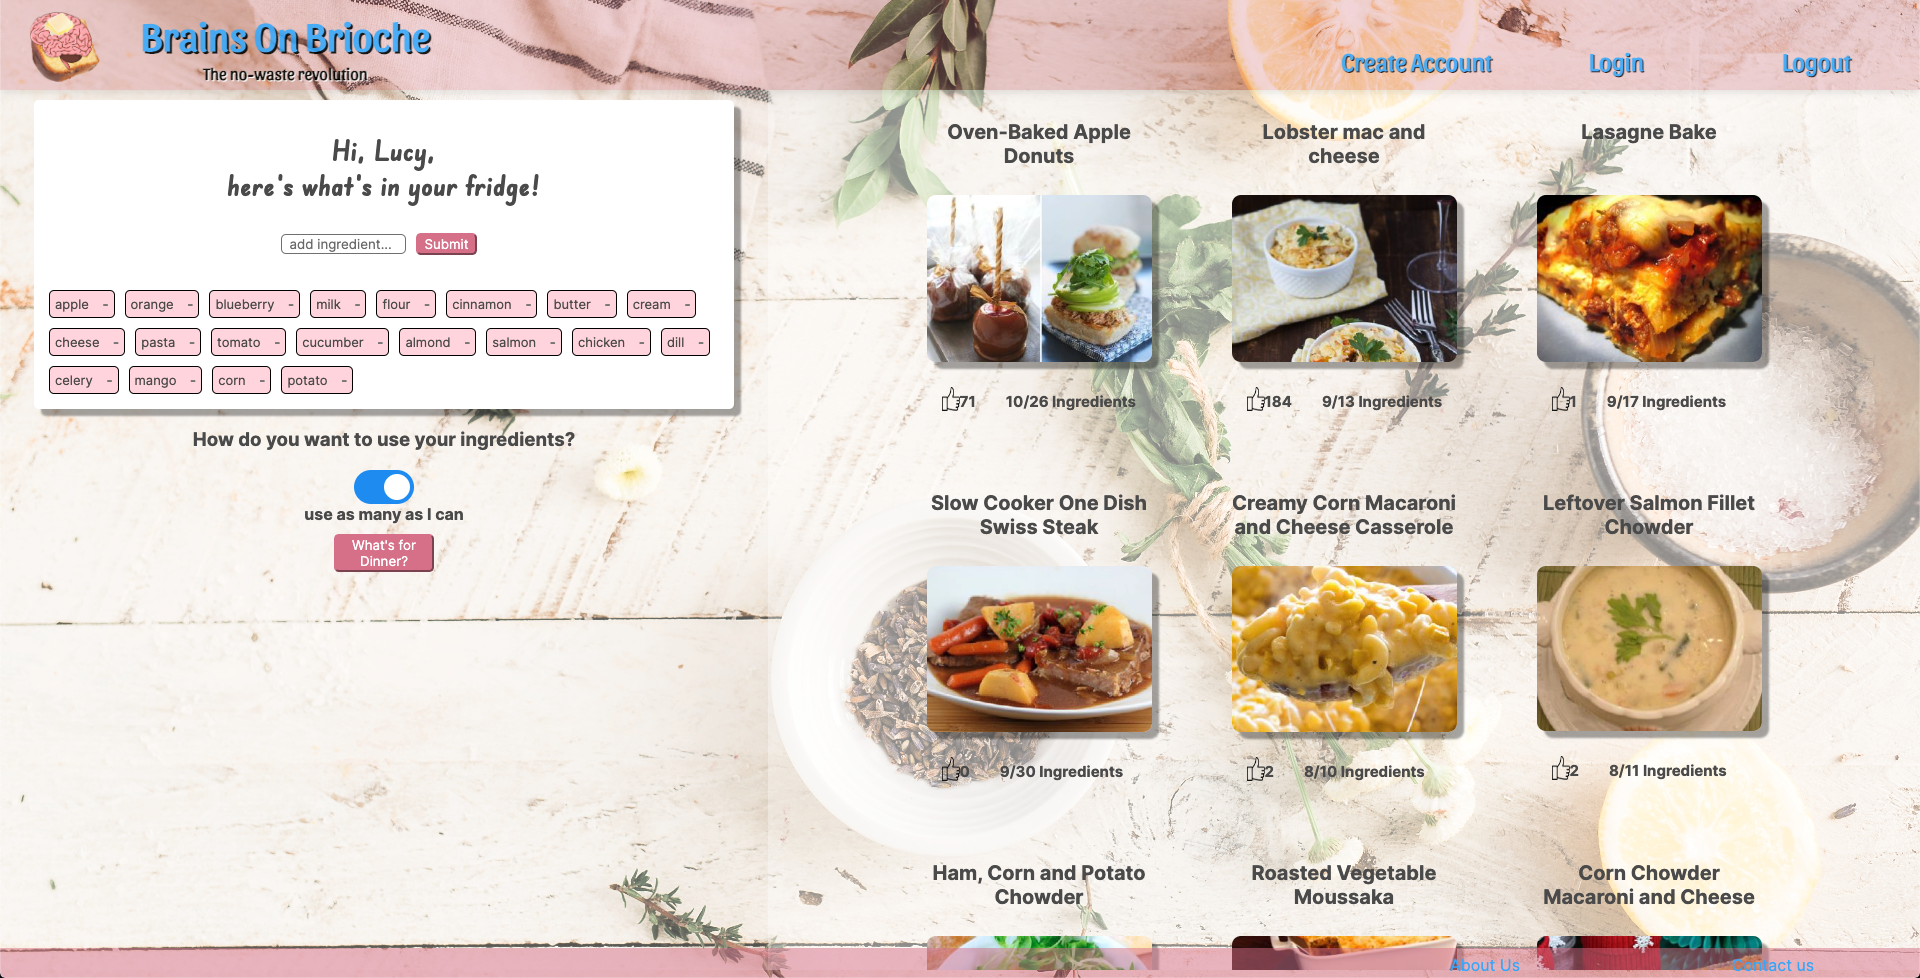 Brains On Brioche
The no-waste revolution
Create Account Login Logout
Hi, Lucy,
here's what's in your fridge!
add ingredient... Submit
apple - orange - blueberry - milk - flour - cinnamon - butter - cream -
cheese - pasta - tomato - cucumber - almond - salmon - chicken - dill -
celery - mango - corn - potato -
How do you want to use your ingredients?
use as many as I can
What's for
Dinner?
Oven-Baked Apple
Donuts
71 10/26 Ingredients
Lobster mac and
cheese
184 9/13 Ingredients
Lasagne Bake
1 9/17 Ingredients
Slow Cooker One Dish
Swiss Steak
0 9/30 Ingredients
Creamy Corn Macaroni
and Cheese Casserole
2 8/10 Ingredients
Leftover Salmon Fillet
Chowder
2 8/11 Ingredients
Ham, Corn and Potato
Chowder
Roasted Vegetable
Moussaka
Corn Chowder
Macaroni and Cheese
About Us Contact us